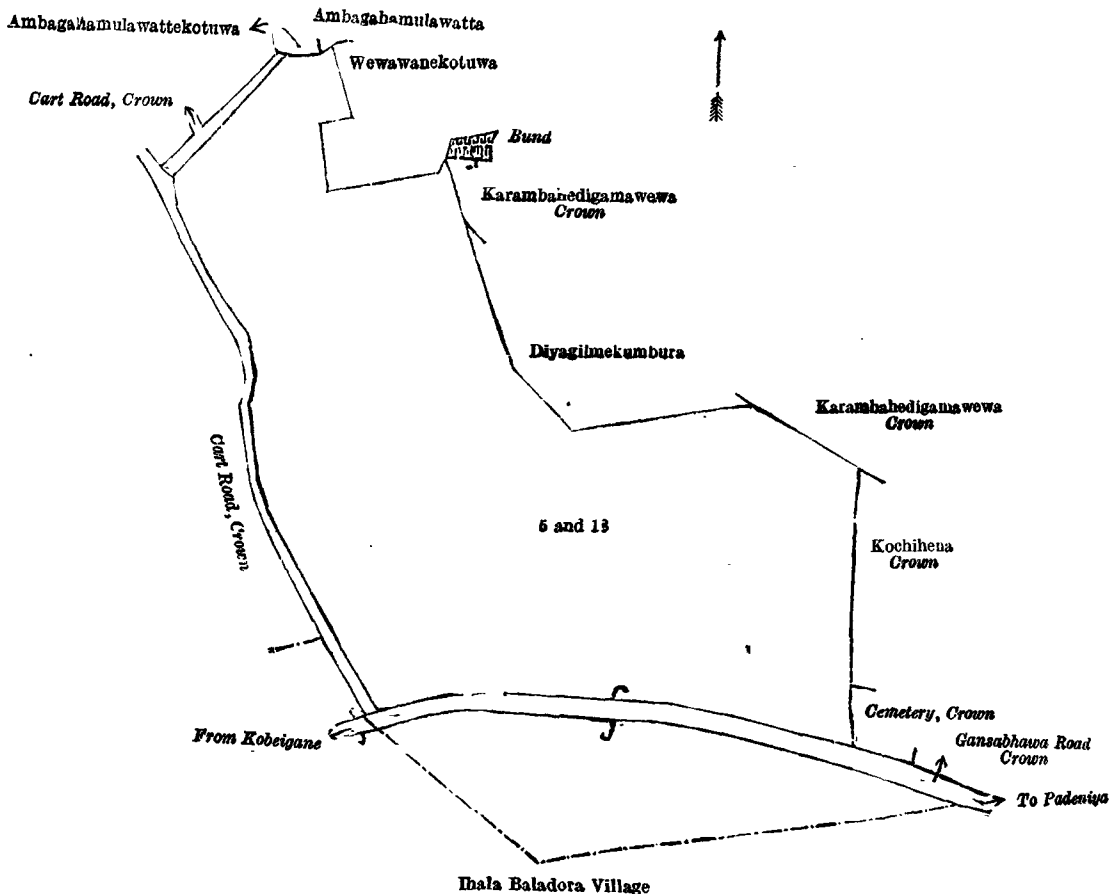 Ambagahamulawattekotuwa
Ambagahamulawatta
Wewawanekotuwa
Cart Road, Crown
Bund
Karambahedigamawewa
Crown
Diyagilmekumbura
Karambahedigamawewa
Crown
Cart Road, Crown
5 and 13
Kochihena
Crown
Cemetery, Crown
From Kobeigane
Gansabhawa Road
Crown
To Padeniya
Ihala Baladora Village